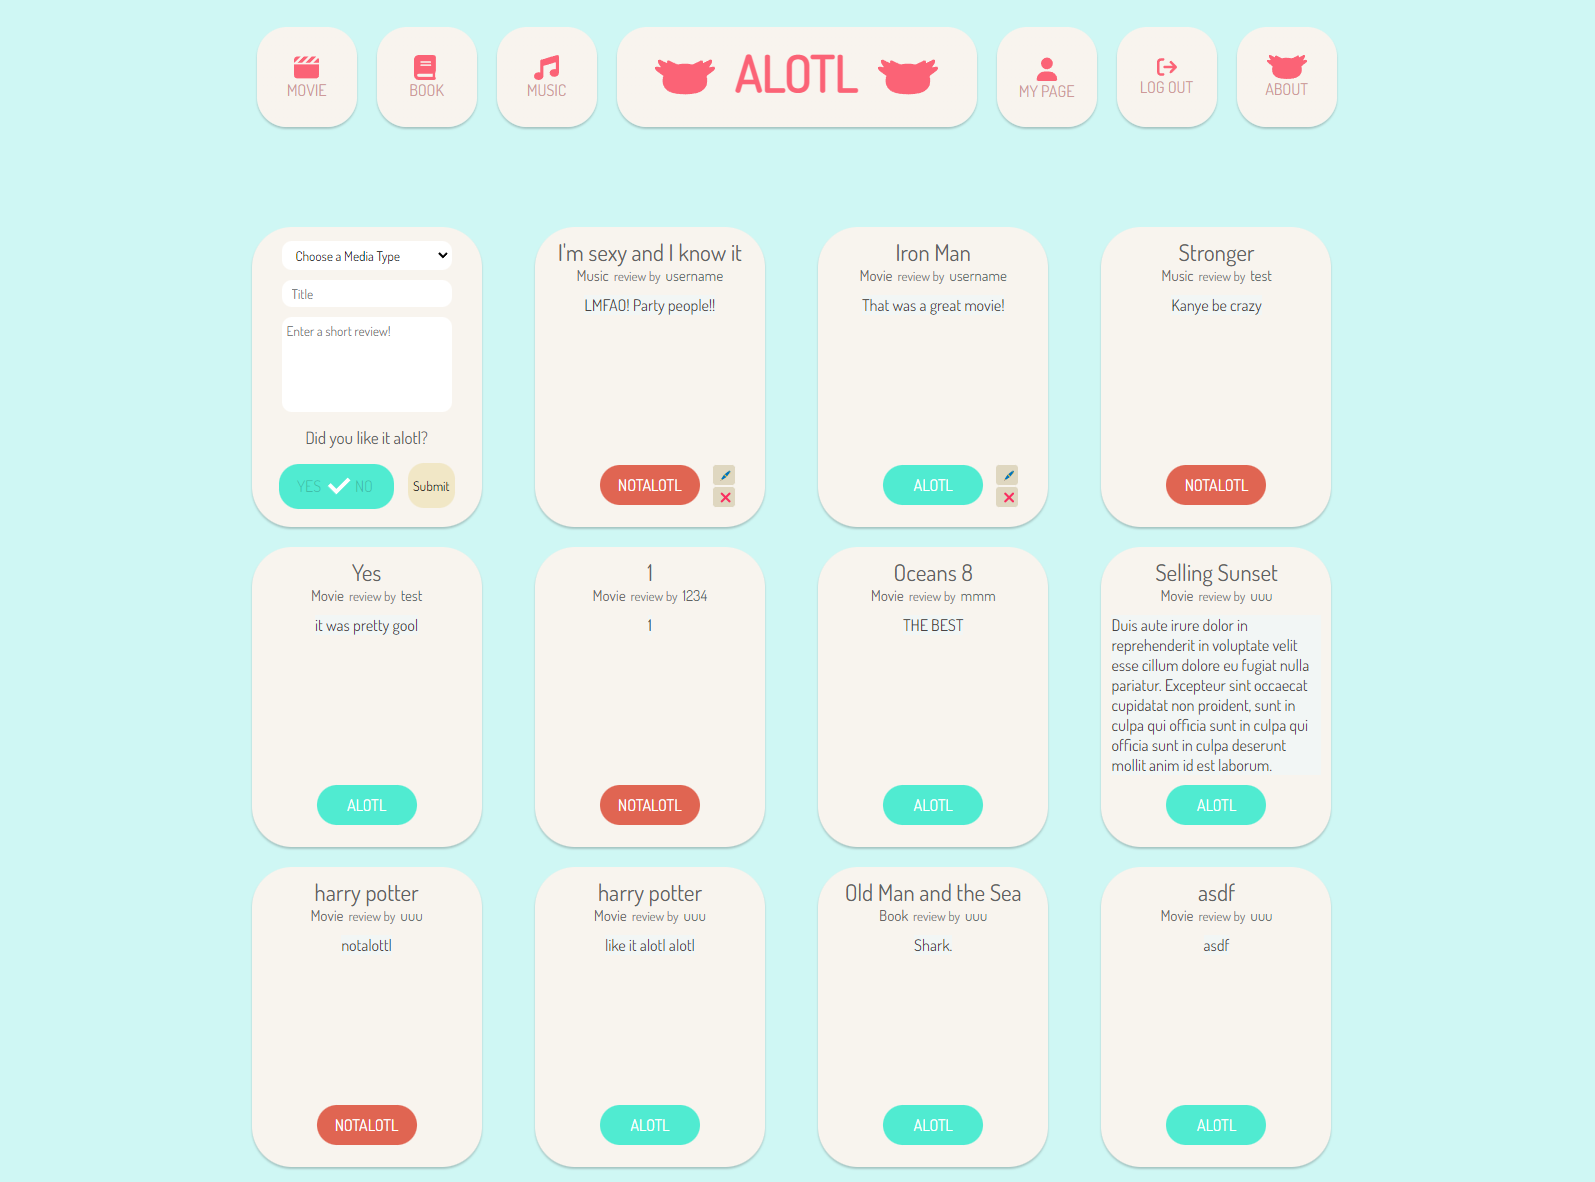 MOVIE
BOOK
MUSIC
ALOTL
MY PAGE
LOG OUT
ABOUT
Choose a Media Type
Title
Enter a short review!
Did you like it alotl?
YES NO
Submit
I'm sexy and I know it
Music review by username
LMFAO! Party people!!
NOTALOTL
Iron Man
Movie review by username
That was a great movie!
ALOTL
Stronger
Music review by test
Kanye be crazy
NOTALOTL
Yes
Movie review by test
it was pretty gool
ALOTL
1
Movie review by 1234
1
NOTALOTL
Oceans 8
Movie review by mmm
THE BEST
ALOTL
Selling Sunset
Movie review by uuu
Duis aute irure dolor in
reprehenderit in voluptate velit
esse cillum dolore eu fugiat nulla
pariatur. Excepteur sint occaecat
cupidatat non proident, sunt in
culpa qui officia sunt in culpa qui
officia sunt in culpa deserunt
mollit anim id est laborum.
ALOTL
harry potter
Movie review by uuu
notalottl
NOTALOTL
harry potter
Movie review by uuu
like it alotl alotl
ALOTL
Old Man and the Sea
Book review by uuu
Shark.
ALOTL
asdf
Movie review by uuu
asdf
ALOTL